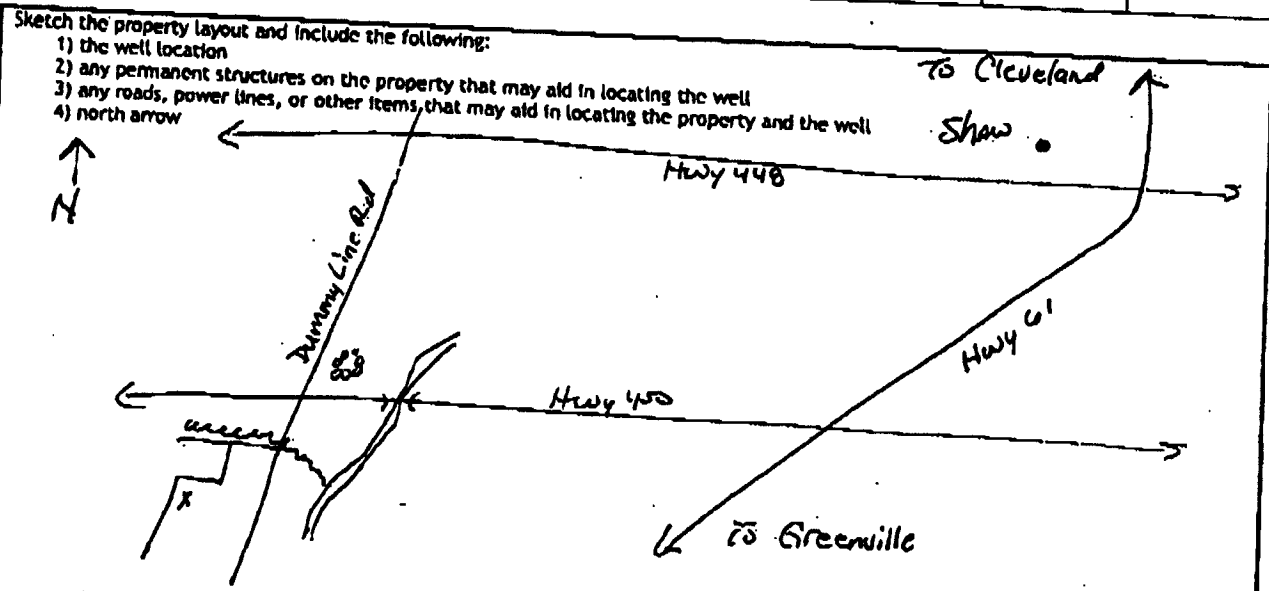 Sketch the property layout and include the following:
1) the well location
2) any permanent structures on the property that may aid in locating the well
3) any roads, power lines, or other items, that may aid in locating the property and the well
4) north arrow
To Cleveland
Shaw
N
Hwy 448
Dummy Line Rd
Hwy 61
Hwy 450
x
To Greenville